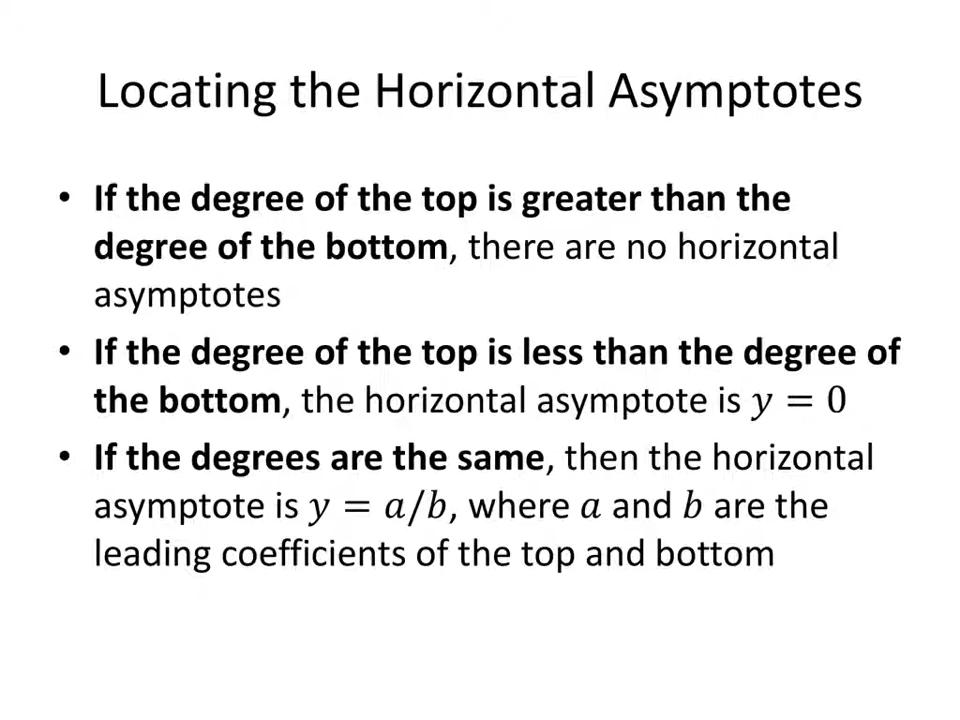 Locating the Horizontal Asymptotes
• If the degree of the top is greater than the
degree of the bottom, there are no horizontal
asymptotes
• If the degree of the top is less than the degree of
the bottom, the horizontal asymptote is y = 0
• If the degrees are the same, then the horizontal
asymptote is y = a/b, where a and b are the
leading coefficients of the top and bottom